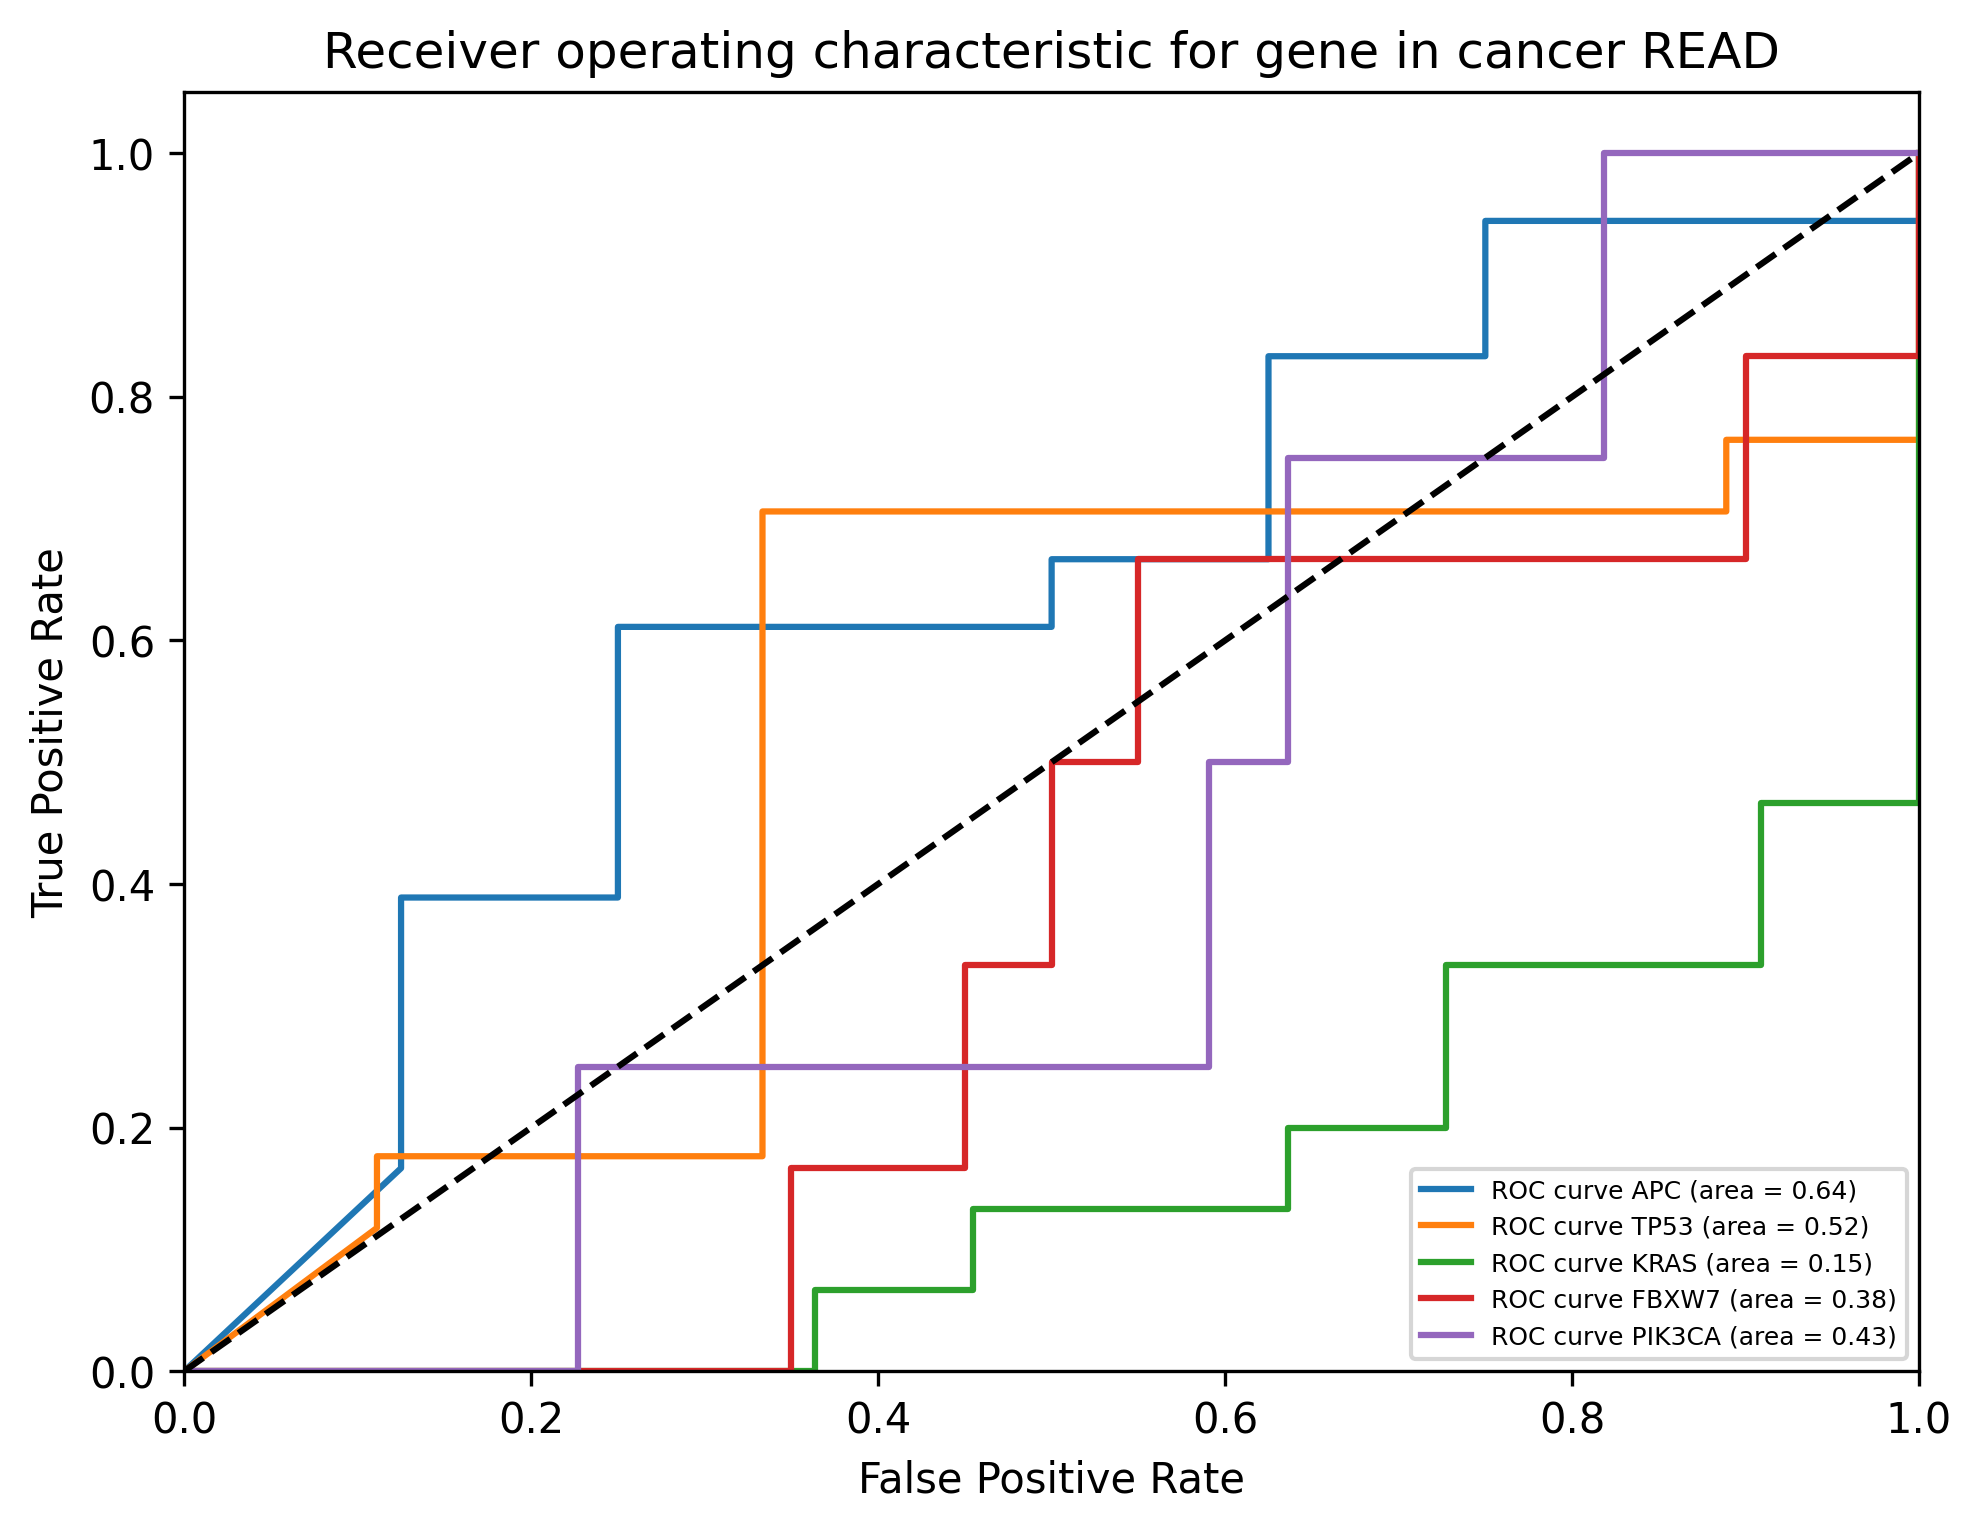 Receiver operating characteristic for gene in cancer READ
True Positive Rate
1.0
0.8
0.6
0.4
0.2
0.0
ROC curve APC (area = 0.64)
ROC curve TP53 (area = 0.52)
ROC curve KRAS (area = 0.15)
ROC curve FBXW7 (area = 0.38)
ROC curve PIK3CA (area = 0.43)
0.0 0.2 0.4 0.6 0.8 1.0
False Positive Rate